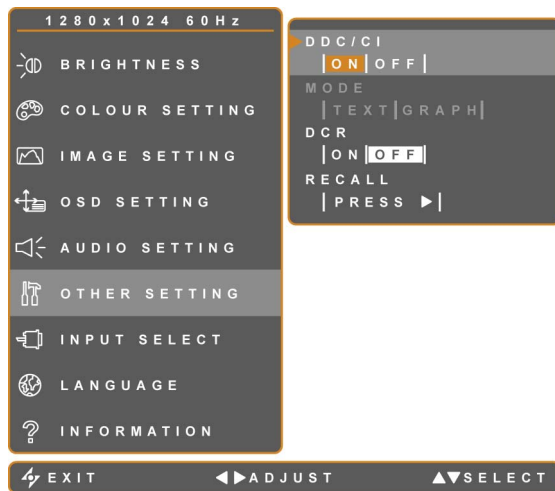 1280x1024 60Hz
BRIGHTNESS
COLOUR SETTING
IMAGE SETTING
OSD SETTING
AUDIO SETTING
OTHER SETTING
INPUT SELECT
LANGUAGE
INFORMATION
DDC/CI
ON OFF
MODE
TEXT GRAPH
DCR
ON OFF
RECALL
PRESS ▶
EXIT ◀▶ADJUST ▲▼SELECT